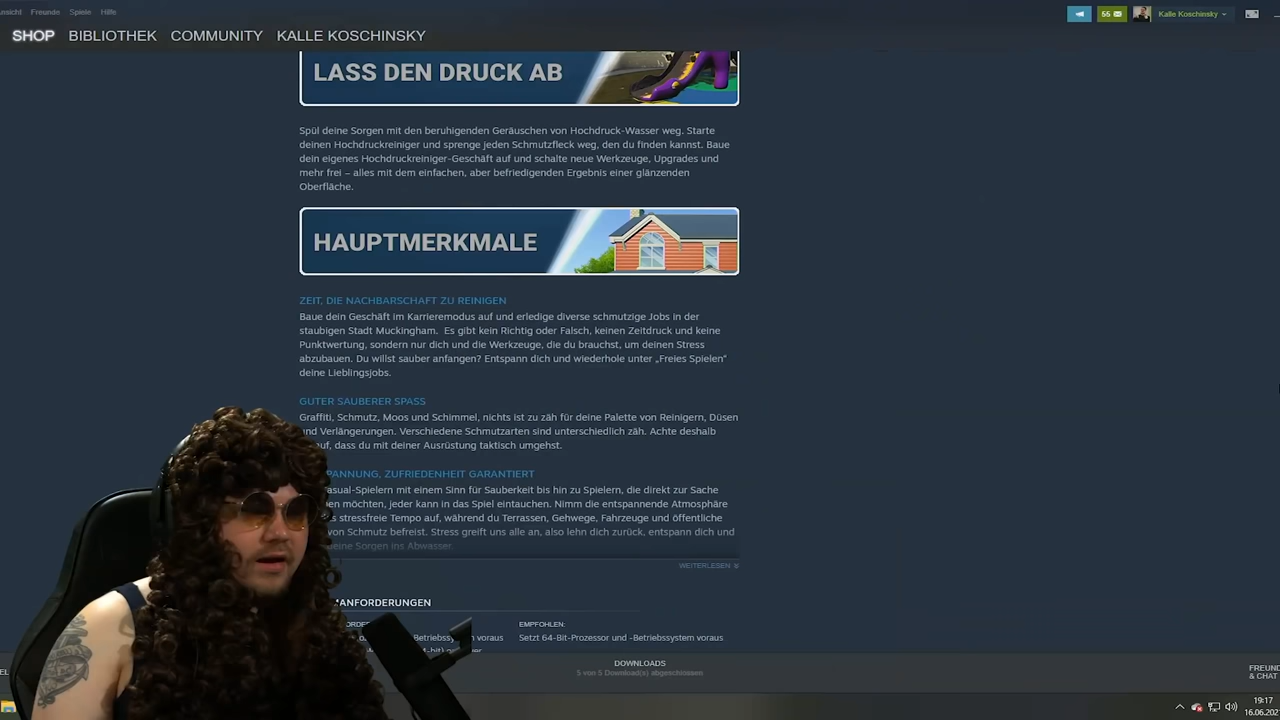 Freunde Spiele Hilfe
55 Kalle Koschinsky
SHOP BIBLIOTHEK COMMUNITY KALLE KOSCHINSKY
LASS DEN DRUCK AB
Spül deine Sorgen mit den beruhigenden Geräuschen von Hochdruck-Wasser weg. Starte
deinen Hochdruckreiniger und sprenge jeden Schmutzfleck weg, den du finden kannst. Baue
dein eigenes Hochdruckreiniger-Geschäft auf und schalte neue Werkzeuge, Upgrades und
mehr frei – alles mit dem einfachen, aber befriedigenden Ergebnis einer glänzenden
Oberfläche.
HAUPTMERKMALE
ZEIT, DIE NACHBARSCHAFT ZU REINIGEN
Baue dein Geschäft im Karrieremodus auf und erledige diverse schmutzige Jobs in der
staubigen Stadt Muckingham. Es gibt kein Richtig oder Falsch, keinen Zeitdruck und keine
Punktwertung, sondern nur dich und die Werkzeuge, die du brauchst, um deinen Stress
abzubauen. Du willst sauber anfangen? Entspann dich und wiederhole unter „Freies Spielen“
deine Lieblingsjobs.
GUTER SAUBERER SPASS
Graffiti, Schmutz, Moos und Schimmel, nichts ist zu zäh für deine Palette von Reinigern, Düsen
und Verlängerungen. Verschiedene Schmutzarten sind unterschiedlich zäh. Achte deshalb
auf, dass du mit deiner Ausrüstung taktisch umgehst.
PANNUNG, ZUFRIEDENHEIT GARANTIERT
asual-Spielern mit einem Sinn für Sauberkeit bis hin zu Spielern, die direkt zur Sache
en möchten, jeder kann in das Spiel eintauchen. Nimm die entspannende Atmosphäre
s stressfreie Tempo auf, während du Terrassen, Gehwege, Fahrzeuge und öffentliche
von Schmutz befreist. Stress greift uns alle an, also lehn dich zurück, entspann dich und
eine Sorgen ins Abwasser.
WEITERLESEN
MANFORDERUNGEN
EMPFOHLEN:
Betriebssystem voraus
Setzt 64-Bit-Prozessor und -Betriebssystem voraus
DOWNLOADS
5 von 5 Download(s) abgeschlossen
FREUND
& CHAT
19:17
16.06.202